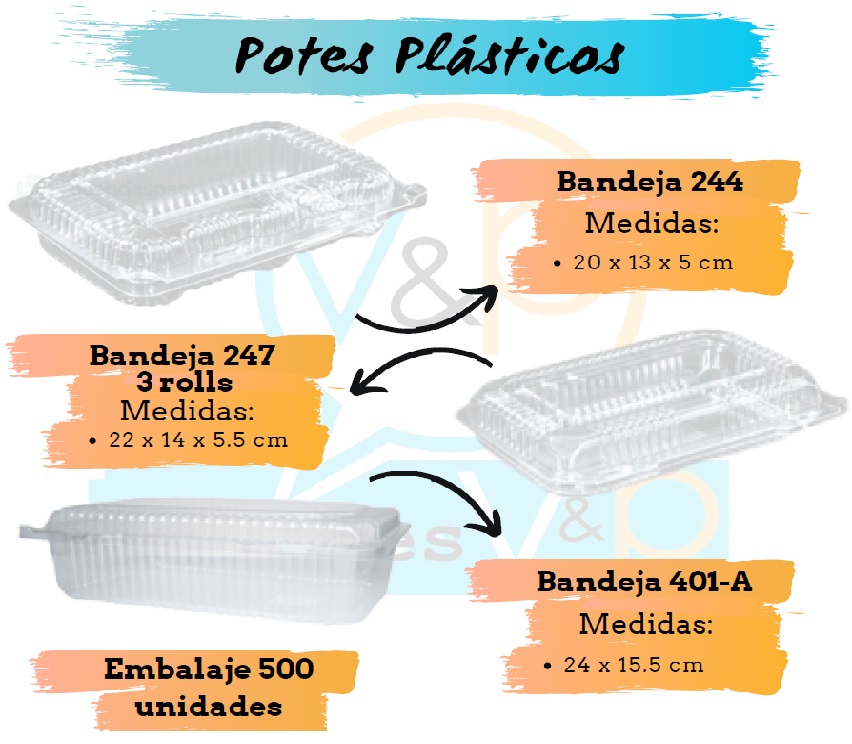 Potes Plásticos
Bandeja 244
Medidas:
• 20 x 13 x 5 cm
Bandeja 247
3 rolls
Medidas:
• 22 x 14 x 5.5 cm
Bandeja 401-A
Medidas:
• 24 x 15.5 cm
Embalaje 500
unidades
v&p
v&p